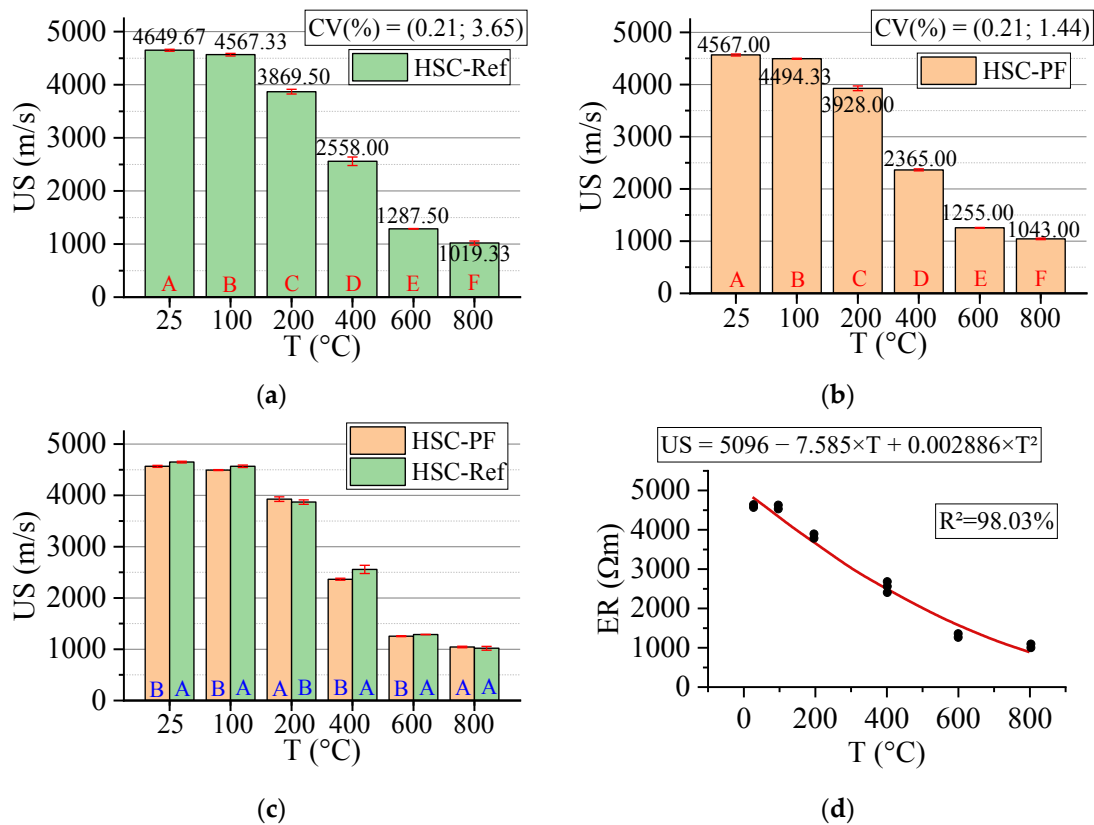 CV(%) = (0.21; 3.65)
HSC-Ref
4649.67
4567.33
3869.50
2558.00
1287.50
1019.33
US (m/s)
5000
4000
3000
2000
1000
0
A B C D E F
25 100 200 400 600 800
T (°C)
(a)
CV(%) = (0.21; 1.44)
HSC-PF
4567.00
4494.33
3928.00
2365.00
1255.00
1043.00
US (m/s)
5000
4000
3000
2000
1000
0
A B C D E F
25 100 200 400 600 800
T (°C)
(b)
HSC-PF
HSC-Ref
US (m/s)
5000
4000
3000
2000
1000
0
B A B A A B B A B A A A
25 100 200 400 600 800
T (°C)
(c)
US = 5096 − 7.585×T + 0.002886×T²
R²=98.03%
ER (Ωm)
5000
4000
3000
2000
1000
0
0 200 400 600 800
T (°C)
(d)